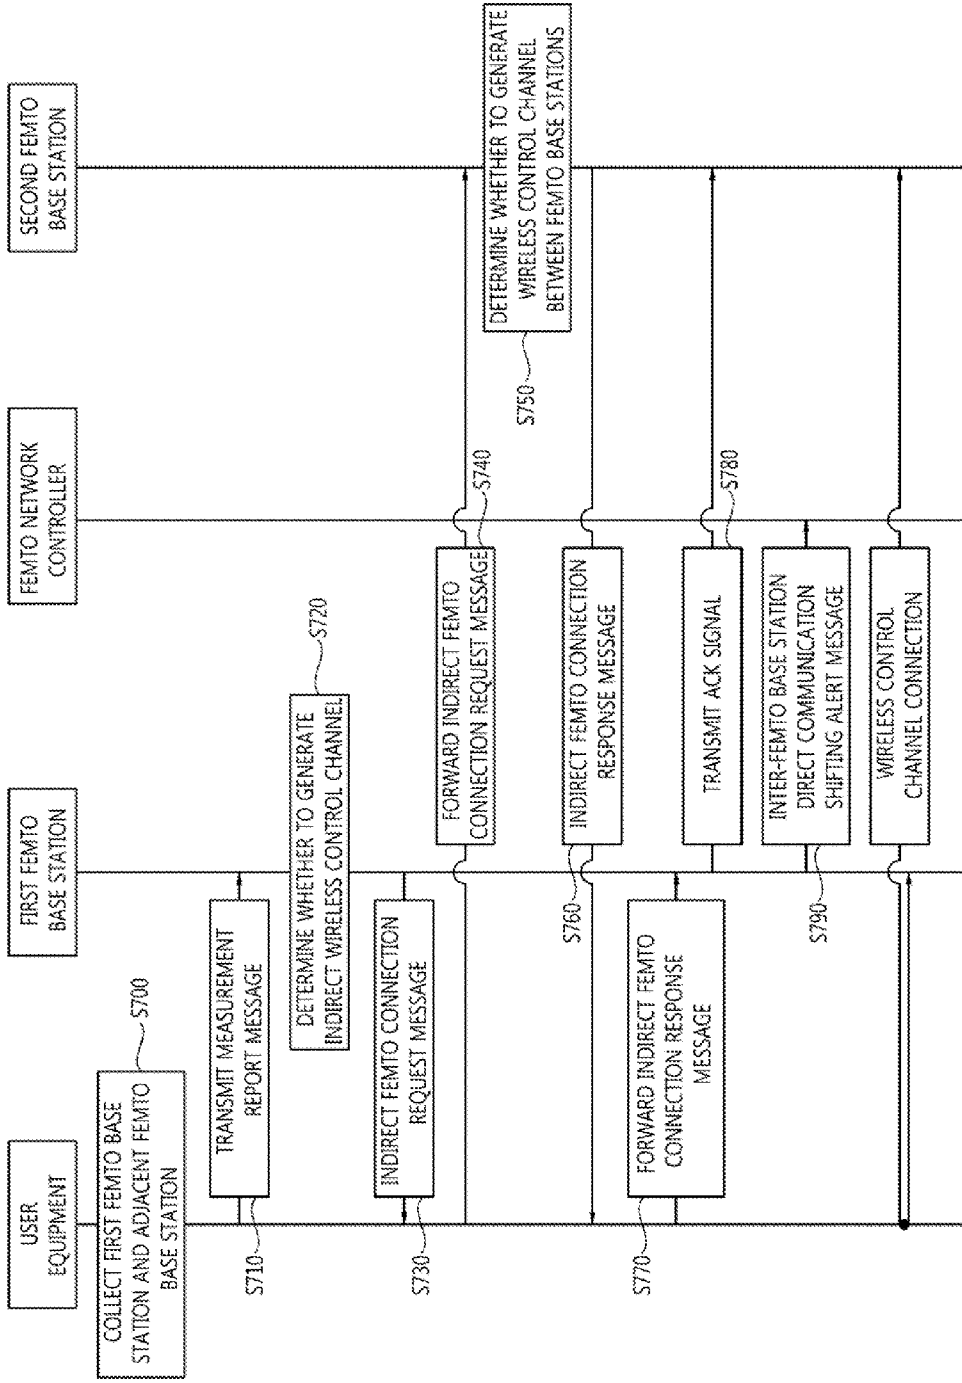 USER
EQUIPMENT
FIRST FEMTO
BASE STATION
FEMTO NETWORK
CONTROLLER
SECOND FEMTO
BASE STATION
COLLECT FIRST FEMTO BASE
STATION AND ADJACENT FEMTO
BASE STATION
S700
TRANSMIT MEASUREMENT
REPORT MESSAGE
S710
DETERMINE WHETHER TO GENERATE
INDIRECT WIRELESS CONTROL CHANNEL
S720
INDIRECT FEMTO CONNECTION
REQUEST MESSAGE
S730
FORWARD INDIRECT FEMTO
CONNECTION REQUEST MESSAGE
S740
DETERMINE WHETHER TO GENERATE
WIRELESS CONTROL CHANNEL
BETWEEN FEMTO BASE STATIONS
S750
INDIRECT FEMTO CONNECTION
RESPONSE MESSAGE
S760
FORWARD INDIRECT FEMTO
CONNECTION RESPONSE
MESSAGE
S770
TRANSMIT ACK SIGNAL
S780
INTER-FEMTO BASE STATION
DIRECT COMMUNICATION
SHIFTING ALERT MESSAGE
S790
WIRELESS CONTROL
CHANNEL CONNECTION